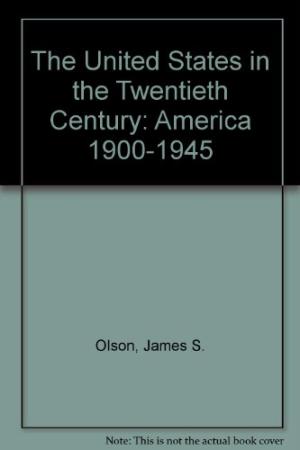 The United States in
the Twentieth
Century: America
1900-1945
Olson, James S.
Note: This is not the actual book cover